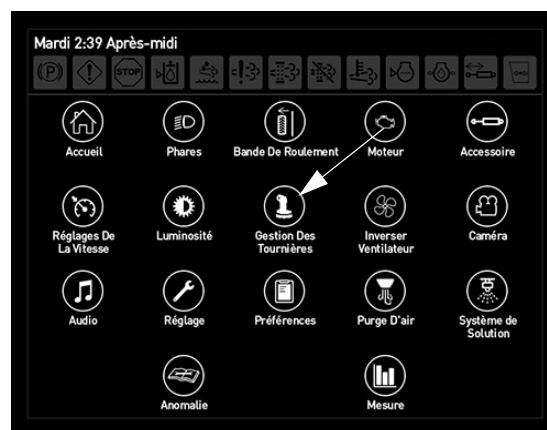 Mardi 2:39 Après-midi
P
STOP
Accueil
Phares
Bande De Roulement
Moteur
Accessoire
Réglages De
La Vitesse
Luminosité
Gestion Des
Tournières
Inverser
Ventilateur
Caméra
Audio
Réglage
Préférences
Purge D'air
Système de
Solution
Anomalie
Mesure